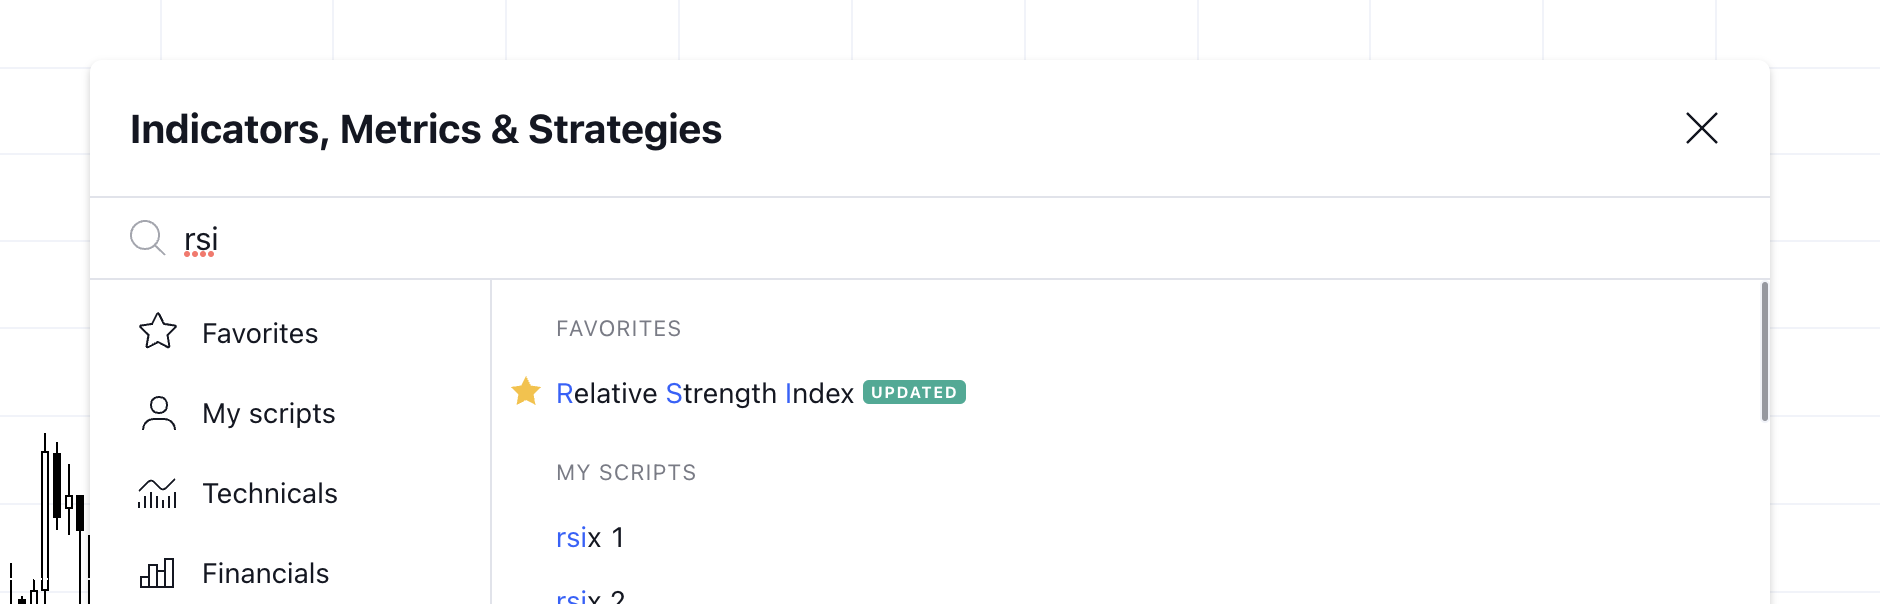 Indicators, Metrics & Strategies
rsi
Favorites
My scripts
Technicals
Financials
FAVORITES
Relative Strength Index UPDATED
MY SCRIPTS
rsix 1
rsix 2